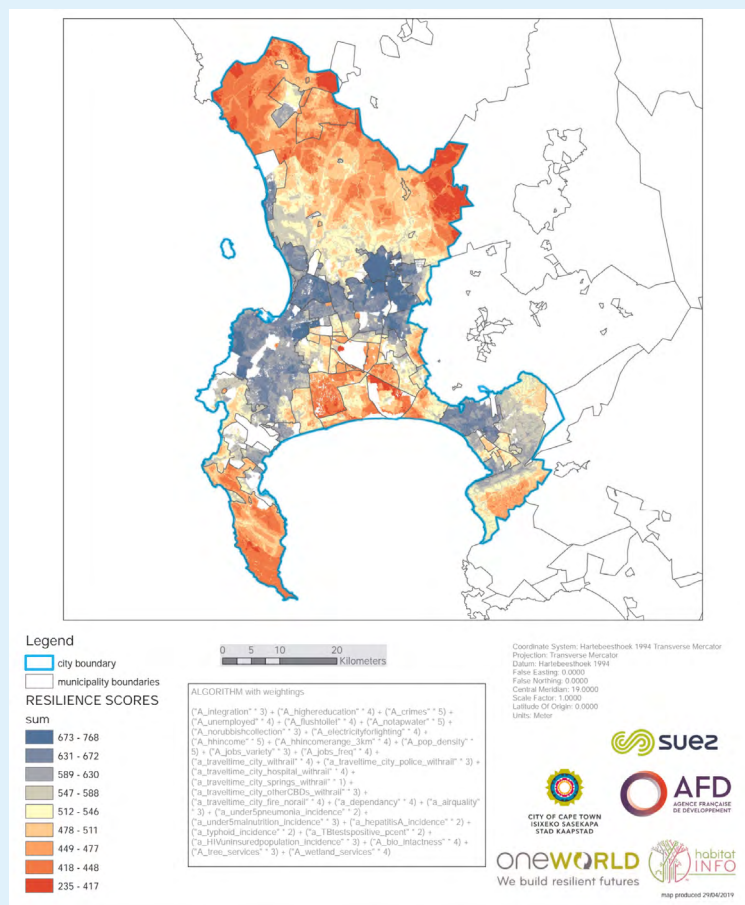 Legend
city boundary
municipality boundaries
RESILIENCE SCORES
sum
673 - 768
631 - 672
589 - 630
547 - 588
512 - 546
478 - 511
449 - 477
418 - 448
235 - 417
0 5 10 20
Kilometers
ALGORITHM with weightings
("A_integration" * 3) + ("A_highereducation" * 4) + ("A_crimes" * 5) +
("A_unemployed" * 4) + ("A_flushtoilet" * 4) + ("A_notapwater" * 5) +
("A_norubbishcollection" * 3) + ("A_electricityforlighting" * 4) +
("A_hhincome" * 5) + ("A_hhincomerange_3km" * 4) + ("A_pop_density" *
5) + ("A_jobs_variety" * 3) + ("A_jobs_freq" * 4) +
("a_traveltime_city_withrail" * 4) + ("a_traveltime_city_police_withrail" * 3) +
("a_traveltime_city_hospital_withrail" * 4) +
("a_traveltime_city_springs_withrail" * 1) +
("a_traveltime_city_otherCBDs_withrail" * 3) +
("a_traveltime_city_fire_norail" * 4) + ("a_dependancy" * 4) + ("a_airquality"
* 3) + ("a_under5pneumonia_incidence" * 2) +
("a_under5malnutrition_incidence" * 3) + ("a_hepatitisA_incidence" * 2) +
("a_typhoid_incidence" * 2) + ("a_TBtestspositive_pcent" * 2) +
("a_HIVuninsuredpopulation_incidence" * 3) + ("A_bio_intactness" * 4) +
("A_tree_services" * 3) + ("A_wetland_services" * 4)
Coordinate System: Hartebeesthoek 1994 Transverse Mercator
Projection: Transverse Mercator
Datum: Hartebeesthoek 1994
False Easting: 0.0000
False Northing: 0.0000
Central Meridian: 19.0000
Scale Factor: 1.0000
Latitude Of Origin: 0.0000
Units: Meter
suez
CITY OF CAPE TOWN
ISIXEKO SASEKAPA
STAD KAAPSTAD
AFD
AGENCE FRANÇAISE
DE DÉVELOPPEMENT
oneWORLD
We build resilient futures
habitat
INFO
map produced 29/04/2019